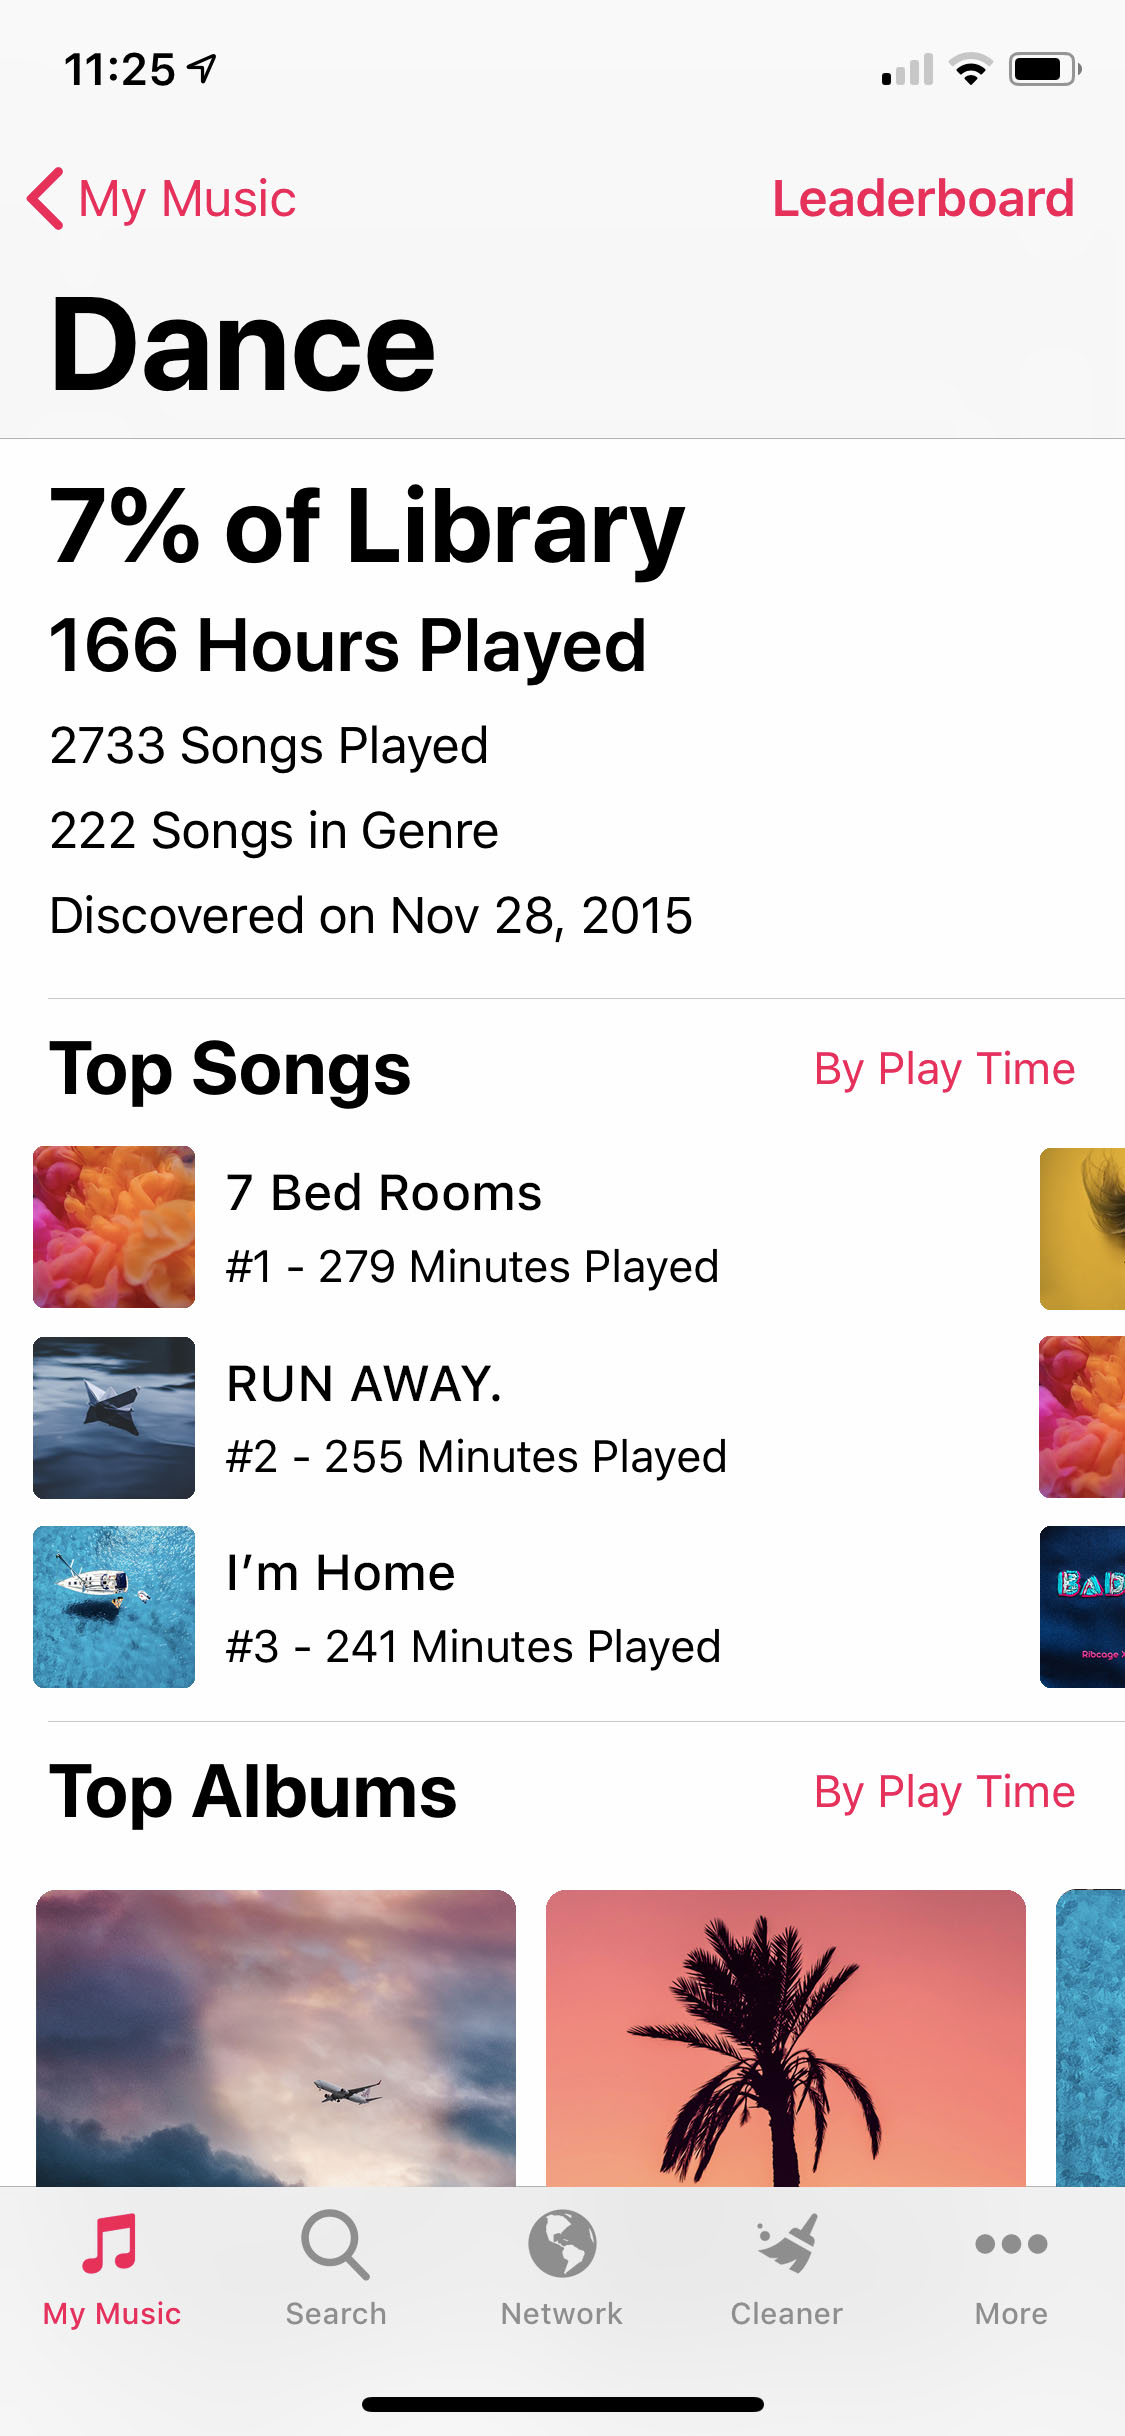 11:25
My Music
Leaderboard
Dance
7% of Library
166 Hours Played
2733 Songs Played
222 Songs in Genre
Discovered on Nov 28, 2015
Top Songs
By Play Time
7 Bed Rooms
#1 - 279 Minutes Played
RUN AWAY.
#2 - 255 Minutes Played
I’m Home
#3 - 241 Minutes Played
BAD
Ribcage
Top Albums
By Play Time
My Music
Search
Network
Cleaner
More